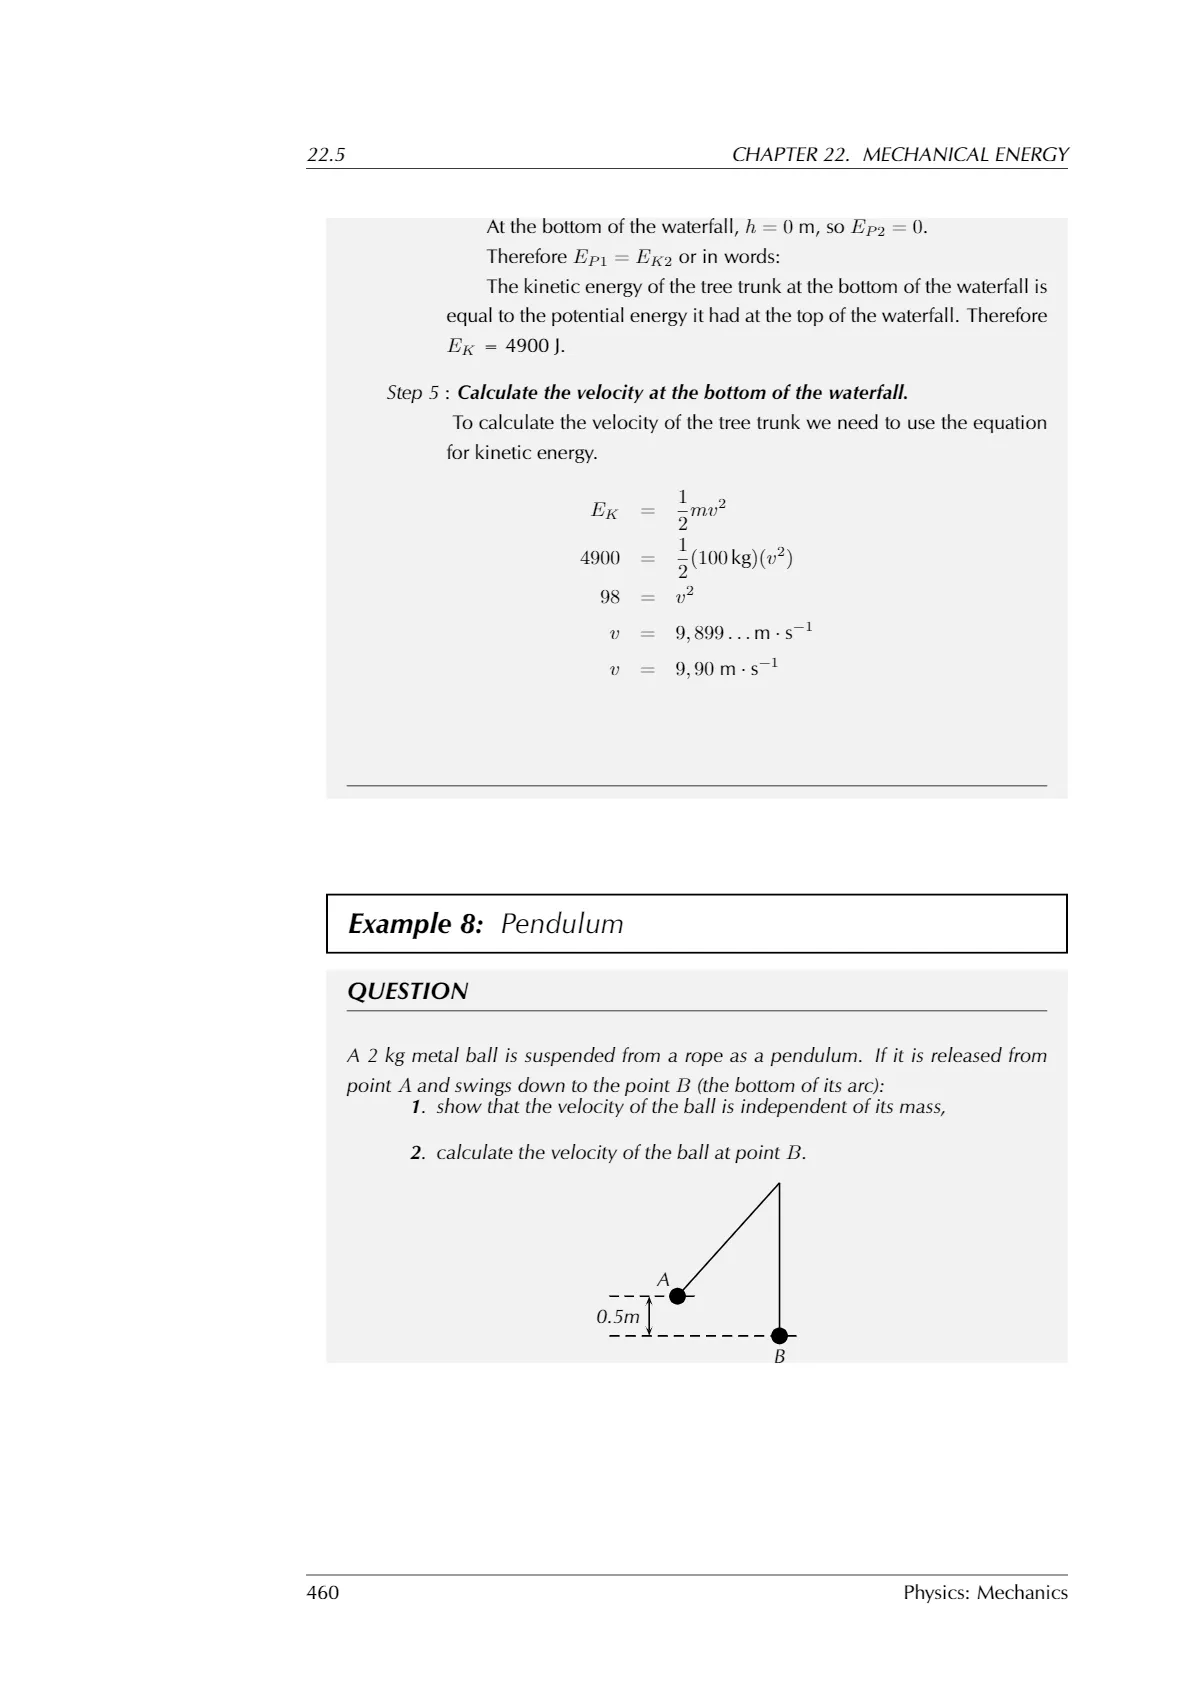 22.5 CHAPTER 22. MECHANICAL ENERGY
At the bottom of the waterfall, h = 0 m, so E_{P2} = 0.
Therefore E_{P1} = E_{K2} or in words:
The kinetic energy of the tree trunk at the bottom of the waterfall is
equal to the potential energy it had at the top of the waterfall. Therefore
E_K = 4900 J.
Step 5 : Calculate the velocity at the bottom of the waterfall.
To calculate the velocity of the tree trunk we need to use the equation
for kinetic energy.
E_K = \frac{1}{2}mv^2
4900 = \frac{1}{2}(100 kg)(v^2)
98 = v^2
v = 9, 899 . . . m · s^{−1}
v = 9, 90 m · s^{−1}
Example 8: Pendulum
QUESTION
A 2 kg metal ball is suspended from a rope as a pendulum. If it is released from
point A and swings down to the point B (the bottom of its arc):
1. show that the velocity of the ball is independent of its mass,
2. calculate the velocity of the ball at point B.
A
0.5m
B
460 Physics: Mechanics